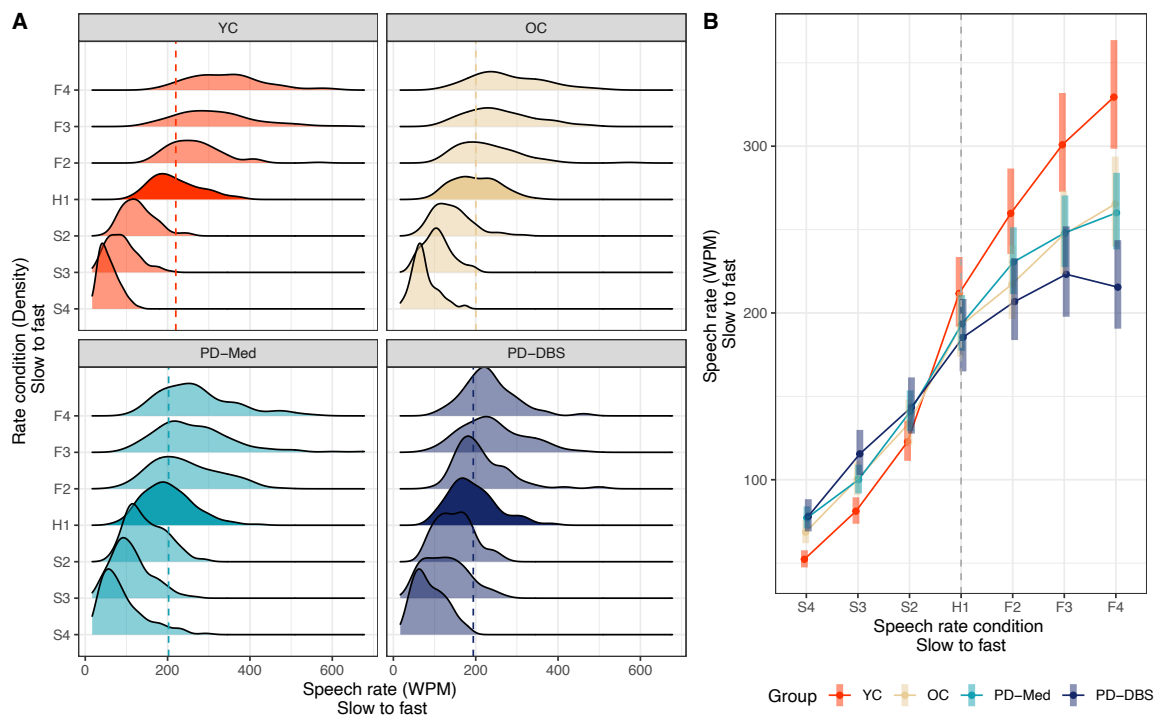 A
YC
OC
F4
F3
F2
H1
S2
S3
S4
PD−Med
PD−DBS
F4
F3
F2
H1
S2
S3
S4
Rate condition (Density)
Slow to fast
0
200
400
600
0
200
400
600
Speech rate (WPM)
Slow to fast
B
300
200
100
Speech rate (WPM)
Slow to fast
S4
S3
S2
H1
F2
F3
F4
Speech rate condition
Slow to fast
Group
YC
OC
PD−Med
PD−DBS